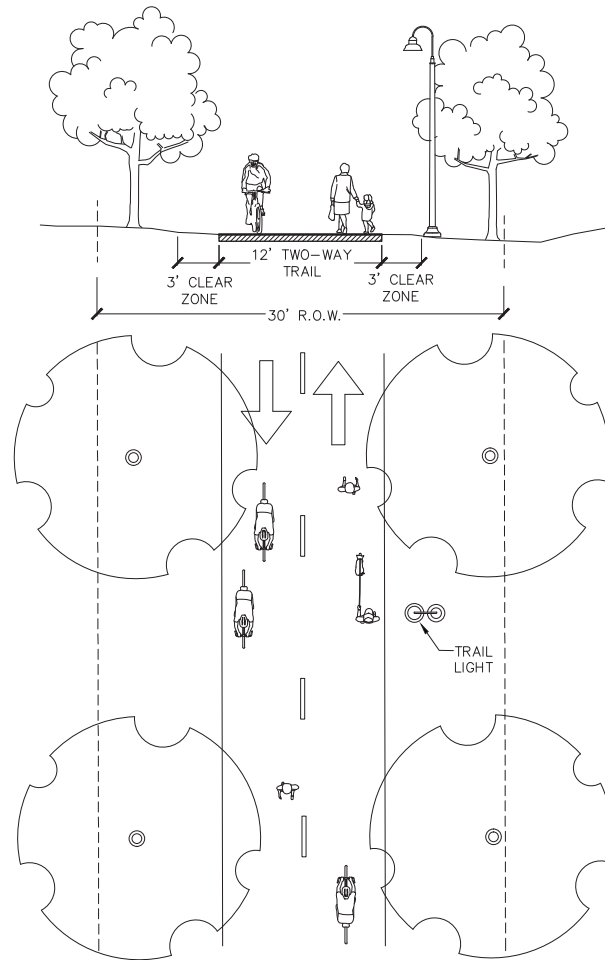 12' TWO-WAY
TRAIL
3' CLEAR
ZONE
3' CLEAR
ZONE
30' R.O.W.
TRAIL
LIGHT